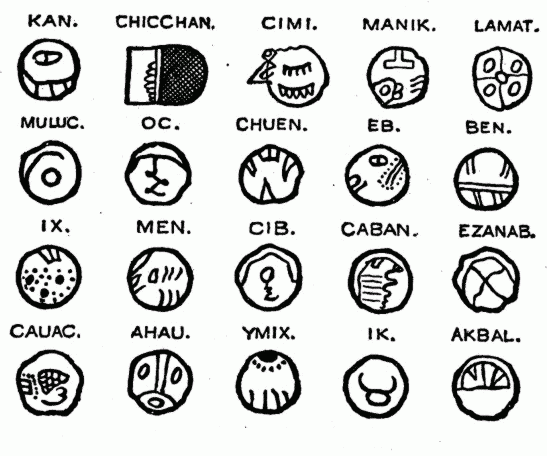 KAN. CHICCHAN. CIMI. MANIK. LAMAT.
MULUC. OC. CHUEN. EB. BEN.
IX. MEN. CIB. CABAN. EZANAB.
CAUAC. AHAU. YMIX. IK. AKBAL.